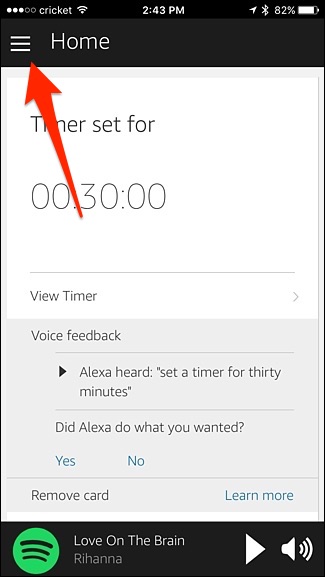 cricket 2:43 PM 82%
Home
Timer set for
00:30:00
View Timer
Voice feedback
Alexa heard: "set a timer for thirty
minutes"
Did Alexa do what you wanted?
Yes No
Remove card Learn more
Love On The Brain
Rihanna